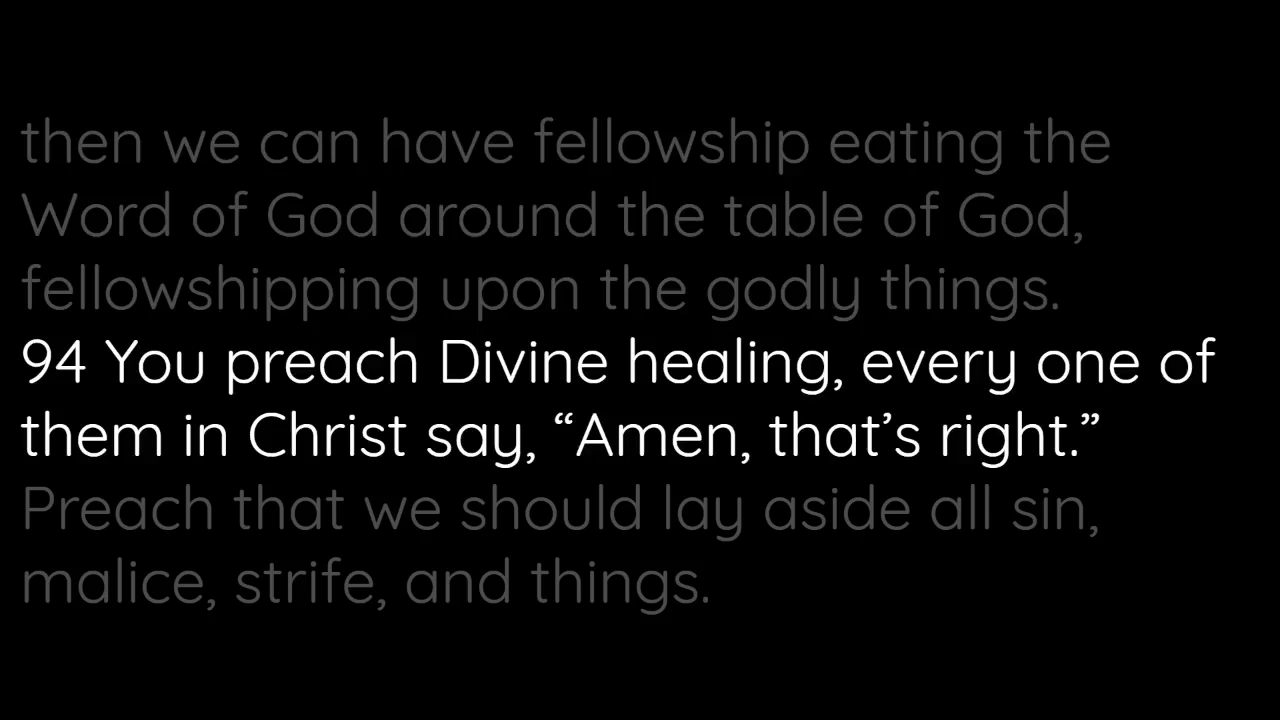 then we can have fellowship eating the
Word of God around the table of God,
fellowshipping upon the godly things.
94 You preach Divine healing, every one of
them in Christ say, “Amen, that’s right.”
Preach that we should lay aside all sin,
malice, strife, and things.